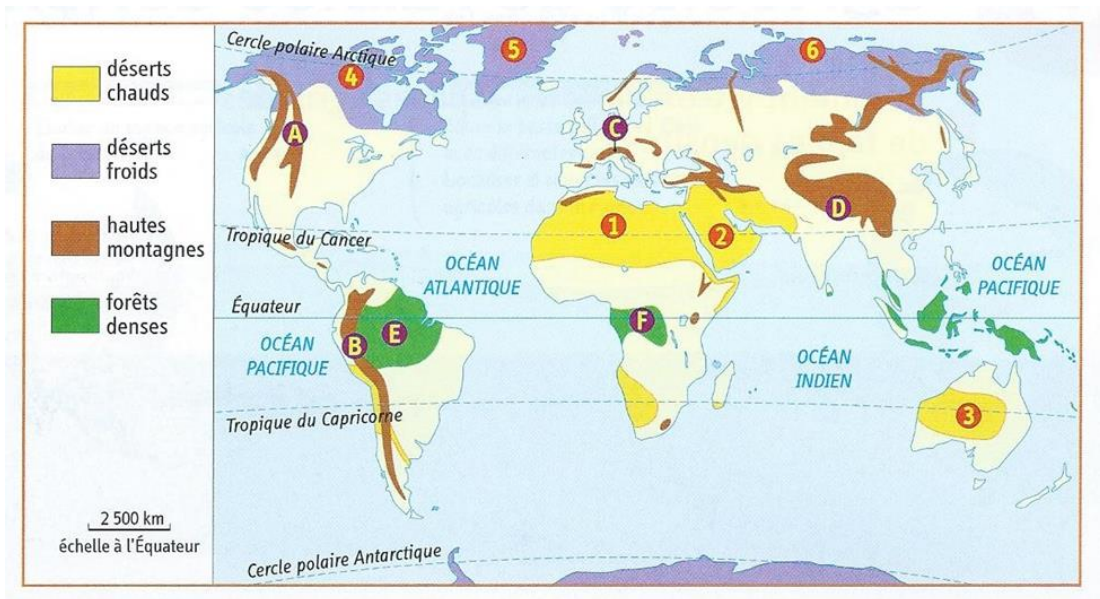 déserts
chauds
déserts
froids
hautes
montagnes
forêts
denses
2 500 km
échelle à l'Équateur
Cercle polaire Arctique
5
6
4
A
C
D
1
2
Tropique du Cancer
OCÉAN
ATLANTIQUE
OCÉAN
PACIFIQUE
Équateur
F
E
B
OCÉAN
PACIFIQUE
OCÉAN
INDIEN
3
Tropique du Capricorne
Cercle polaire Antarctique